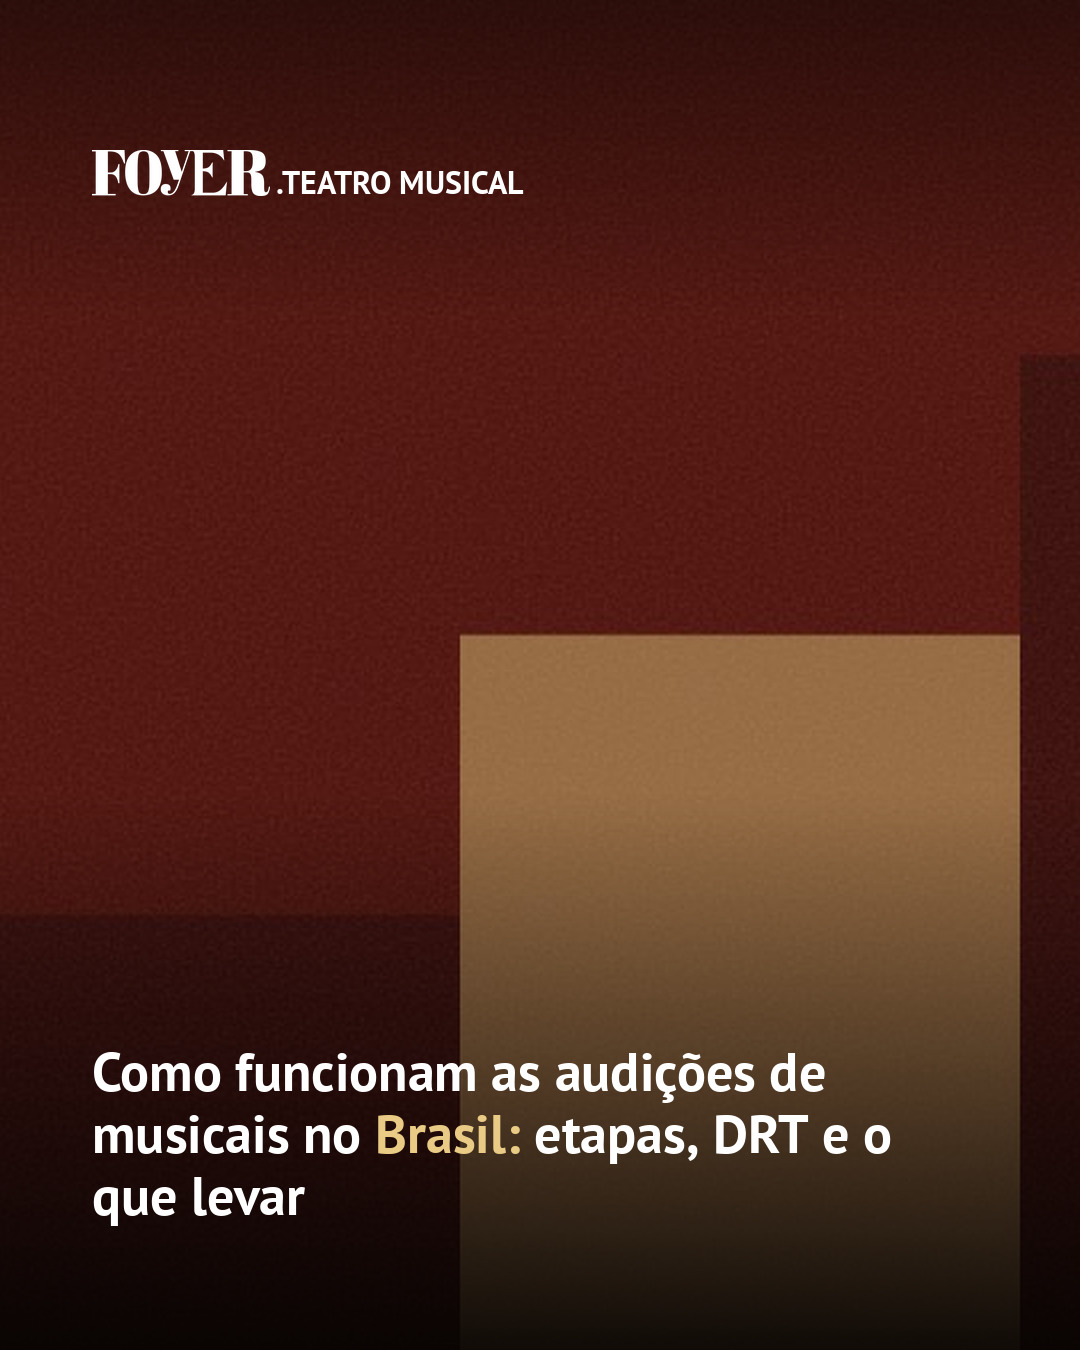 FOYER .TEATRO MUSICAL
Como funcionam as audições de
musicais no Brasil: etapas, DRT e o
que levar